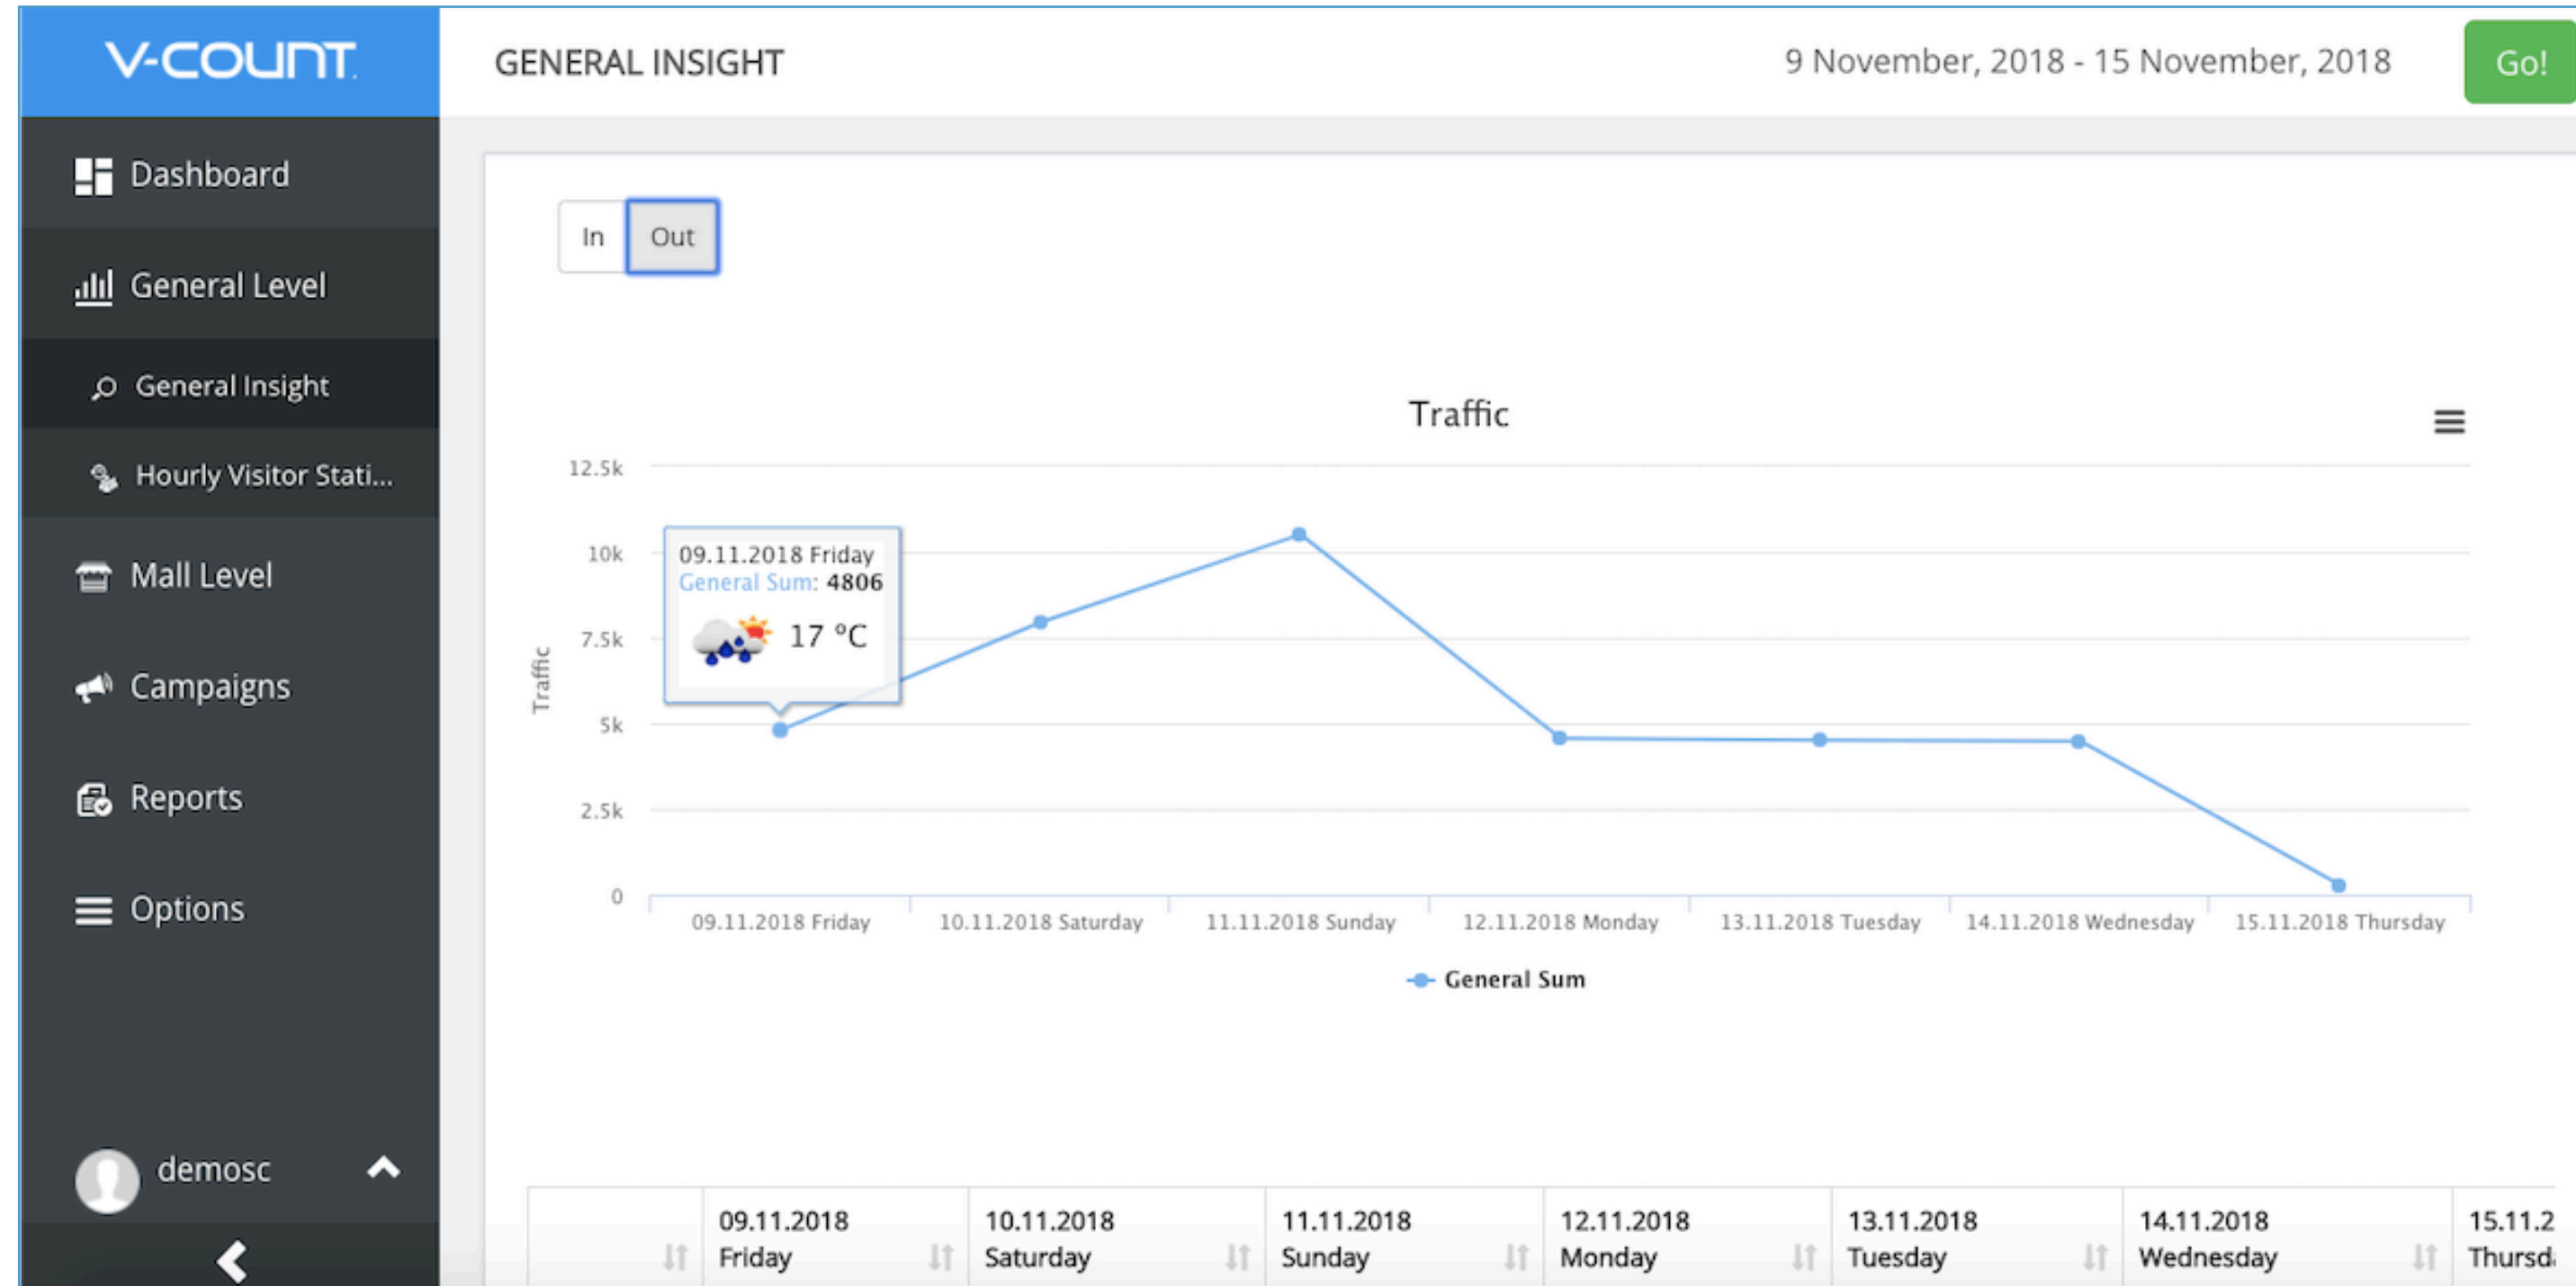 V-COUNT.
GENERAL INSIGHT
9 November, 2018 - 15 November, 2018
Go!
Dashboard
General Level
General Insight
Hourly Visitor Stati...
Mall Level
Campaigns
Reports
Options
demosc
In
Out
Traffic
12.5k
10k
7.5k
5k
2.5k
0
Traffic
09.11.2018 Friday
General Sum: 4806
17 °C
09.11.2018 Friday
10.11.2018 Saturday
11.11.2018 Sunday
12.11.2018 Monday
13.11.2018 Tuesday
14.11.2018 Wednesday
15.11.2018 Thursday
General Sum
09.11.2018
Friday
10.11.2018
Saturday
11.11.2018
Sunday
12.11.2018
Monday
13.11.2018
Tuesday
14.11.2018
Wednesday
15.11.2
Thursd